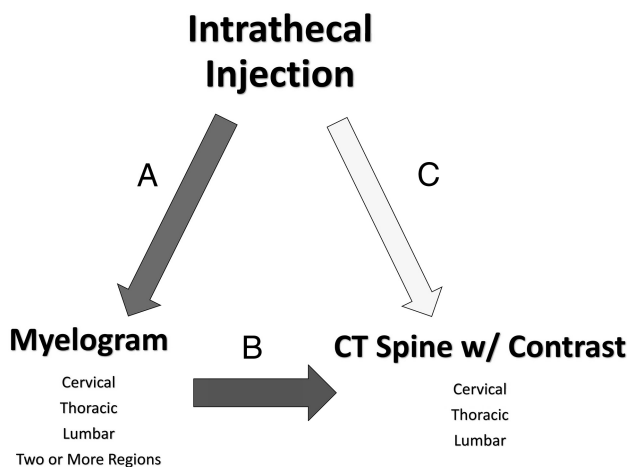 Intrathecal
Injection
A
C
Myelogram
B
CT Spine w/ Contrast
Cervical
Thoracic
Lumbar
Two or More Regions
Cervical
Thoracic
Lumbar